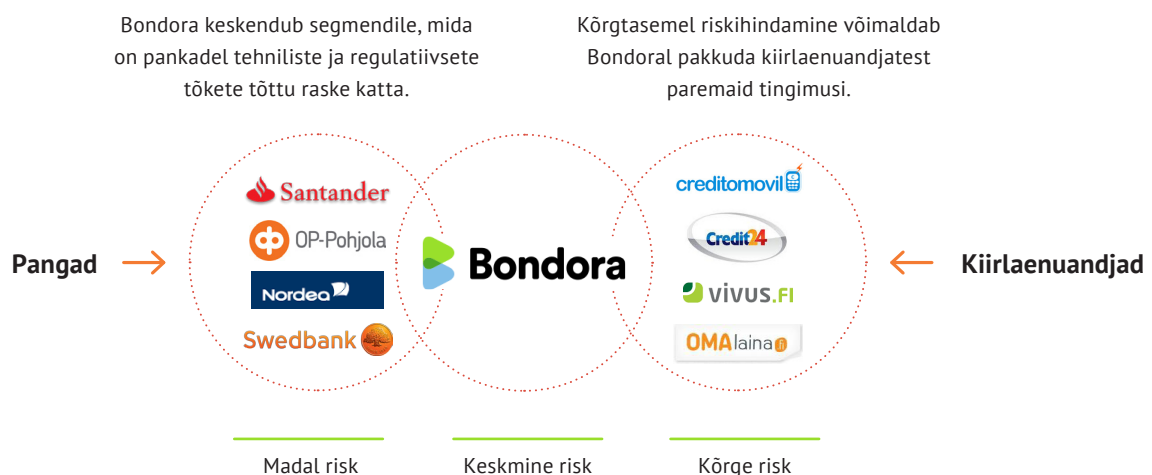 Bondora keskendub segmendile, mida
on pankadel tehniliste ja regulatiivsete
tõkete tõttu raske katta.
Kõrgtasemel riskihindamine võimaldab
Bondoral pakkuda kiirlaenuandjatest
paremaid tingimusi.
Pangad
Santander
OP-Pohjola
Nordea
Swedbank
Bondora
creditomovil
Credit24
vivus.FI
OMAlaina fi
Kiirlaenuandjad
Madal risk
Keskmine risk
Kõrge risk